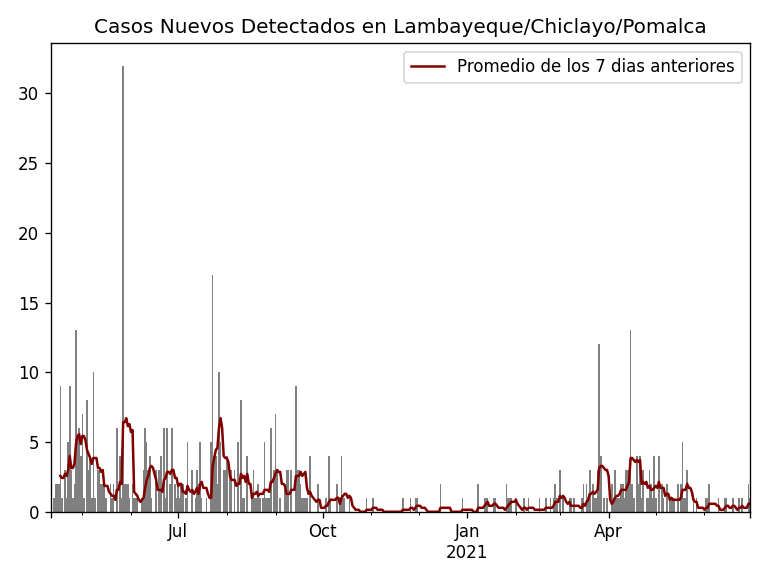 Casos Nuevos Detectados en Lambayeque/Chiclayo/Pomalca
Promedio de los 7 dias anteriores
30
25
20
15
10
5
0
Jul
Oct
Jan
2021
Apr